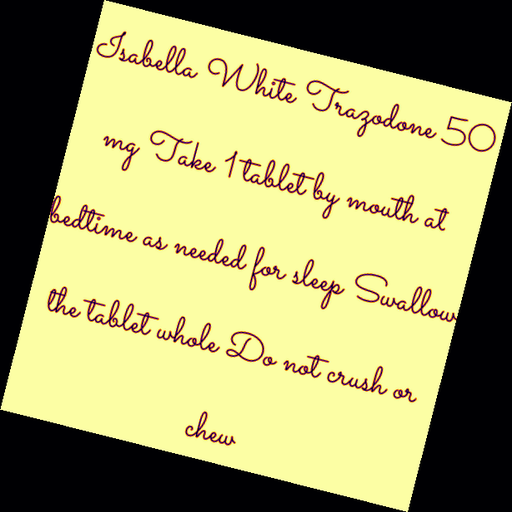 Isabella White Trazodone 50
mg Take 1 tablet by mouth at
bedtime as needed for sleep Swallow
the tablet whole Do not crush or
chew